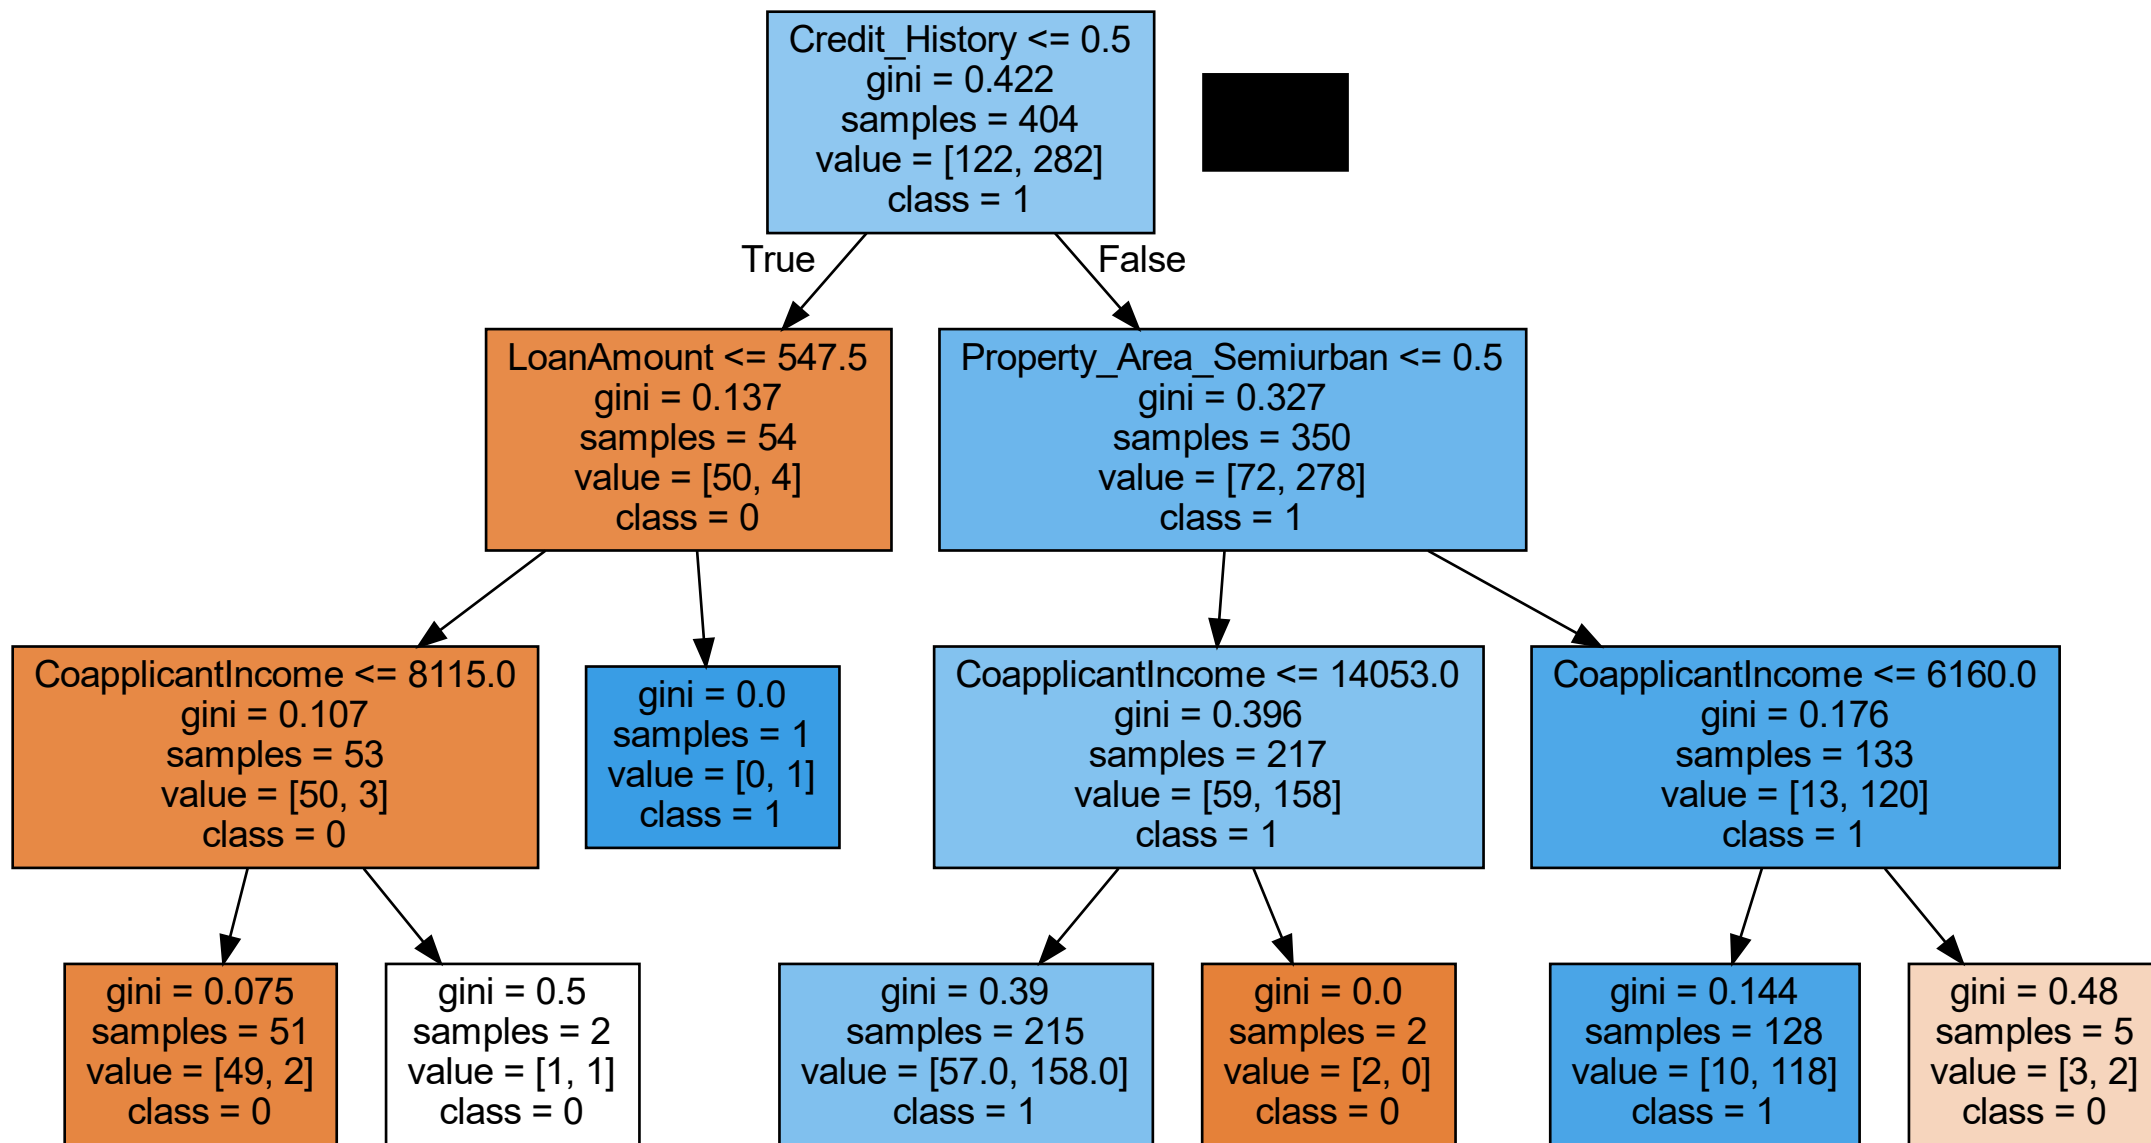 Credit_History <= 0.5
gini = 0.422
samples = 404
value = [122, 282]
class = 1
True
False
LoanAmount <= 547.5
gini = 0.137
samples = 54
value = [50, 4]
class = 0
Property_Area_Semiurban <= 0.5
gini = 0.327
samples = 350
value = [72, 278]
class = 1
CoapplicantIncome <= 8115.0
gini = 0.107
samples = 53
value = [50, 3]
class = 0
gini = 0.0
samples = 1
value = [0, 1]
class = 1
CoapplicantIncome <= 14053.0
gini = 0.396
samples = 217
value = [59, 158]
class = 1
CoapplicantIncome <= 6160.0
gini = 0.176
samples = 133
value = [13, 120]
class = 1
gini = 0.075
samples = 51
value = [49, 2]
class = 0
gini = 0.5
samples = 2
value = [1, 1]
class = 0
gini = 0.39
samples = 215
value = [57.0, 158.0]
class = 1
gini = 0.0
samples = 2
value = [2, 0]
class = 0
gini = 0.144
samples = 128
value = [10, 118]
class = 1
gini = 0.48
samples = 5
value = [3, 2]
class = 0